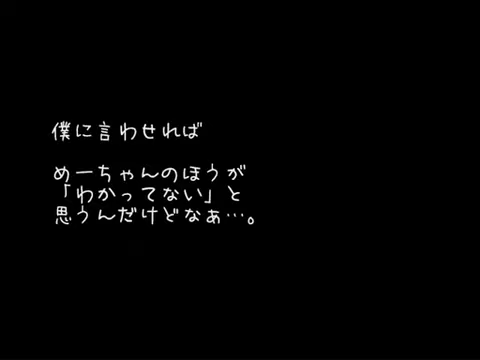 僕に言わせれば
めーちゃんのほうが
「わかってない」と
思うんだけどなぁ…。